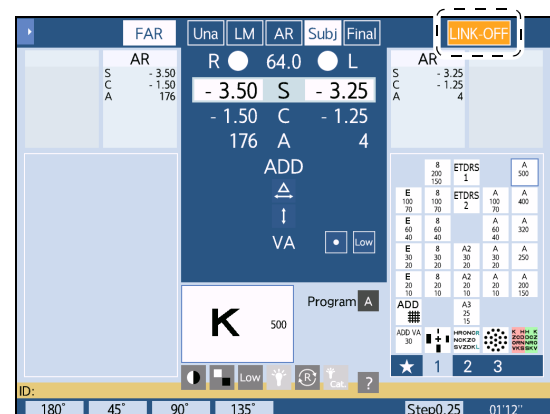 FAR
Una LM AR Subj Final
LINK-OFF
AR
S - 3.50
C - 1.50
A 176
R 64.0 L
- 3.50 S - 3.25
- 1.50 C - 1.25
176 A 4
ADD
VA Low
AR
S - 3.25
C - 1.25
A 4
8 200 150
ETDRS 1
A 500
E 100 70
8 100 70
ETDRS 2
A 100 70
A 400
E 60 40
8 60 40
A 60 40
A 320
E 30 20
8 30 20
A2 30 20
A 30 20
A 250
E 20 10
8 20 10
A2 20 10
A 20 10
A 200 150
ADD
A3 25 15
ADD VA 30
HRONCR
NCKZO
SVZDKL
1 2 3
K
500
Program A
Low
R
Cat.
?
ID:
180° 45° 90° 135° Step0.25 01'12"